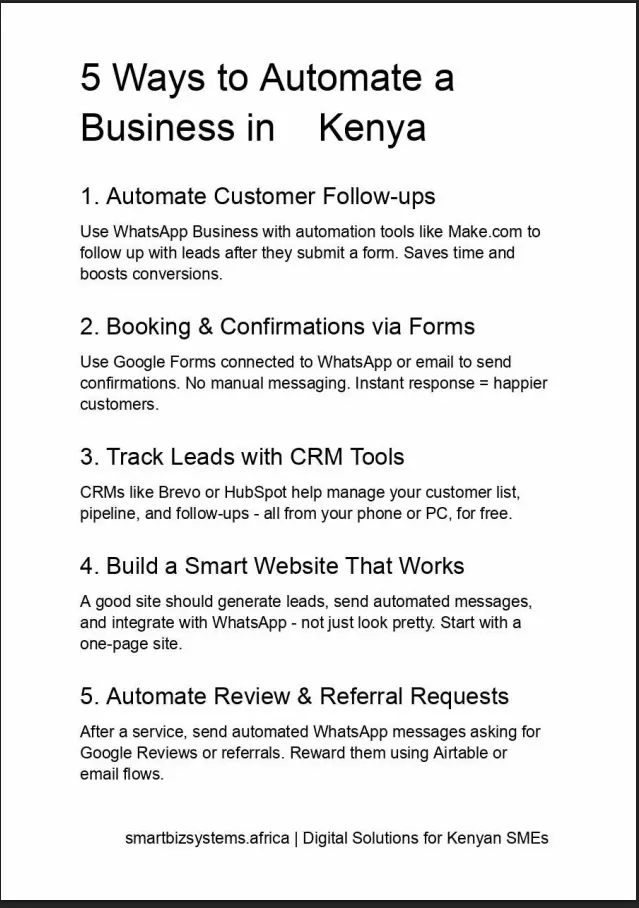 5 Ways to Automate a
Business in    Kenya
1. Automate Customer Follow-ups
Use WhatsApp Business with automation tools like Make.com to
follow up with leads after they submit a form. Saves time and
boosts conversions.
2. Booking & Confirmations via Forms
Use Google Forms connected to WhatsApp or email to send
confirmations. No manual messaging. Instant response = happier
customers.
3. Track Leads with CRM Tools
CRMs like Brevo or HubSpot help manage your customer list,
pipeline, and follow-ups - all from your phone or PC, for free.
4. Build a Smart Website That Works
A good site should generate leads, send automated messages,
and integrate with WhatsApp - not just look pretty. Start with a
one-page site.
5. Automate Review & Referral Requests
After a service, send automated WhatsApp messages asking for
Google Reviews or referrals. Reward them using Airtable or
email flows.
smartbizsystems.africa | Digital Solutions for Kenyan SMEs